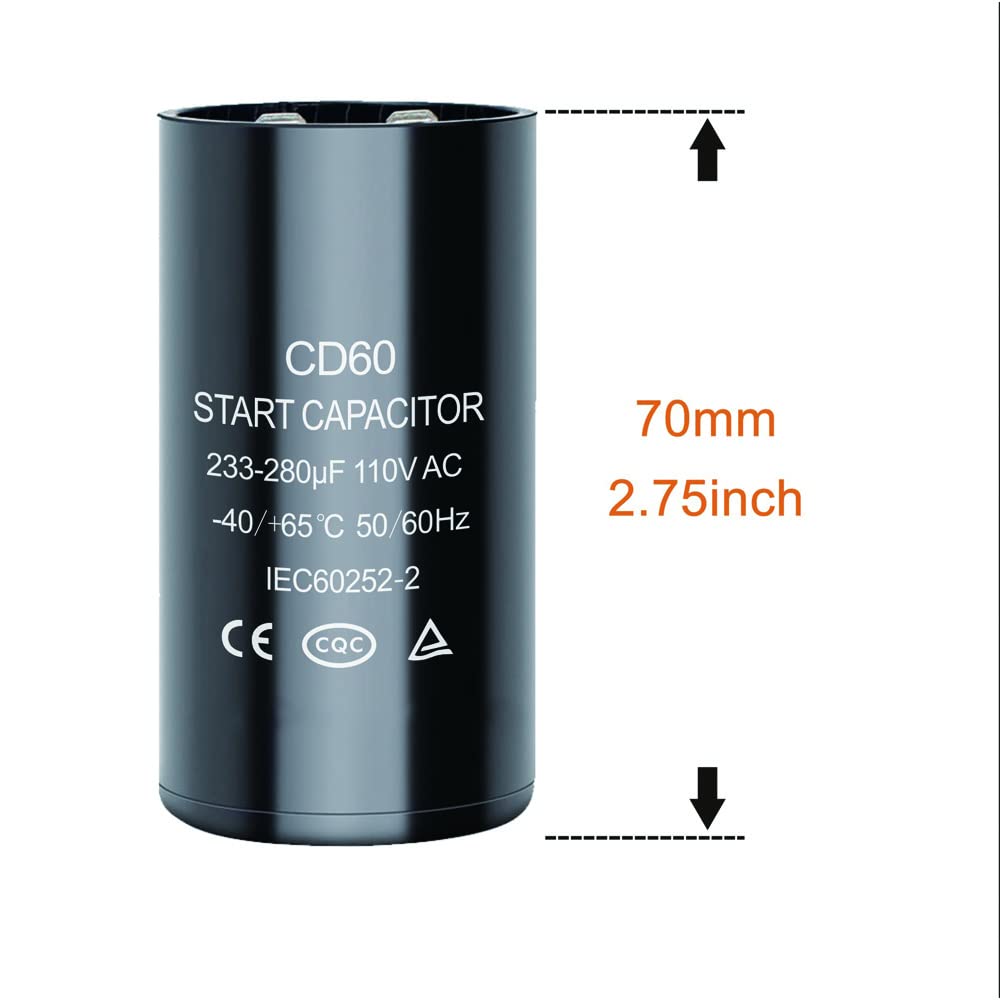 CD60
START CAPACITOR
233-280µF 110V AC
-40/+65℃ 50/60Hz
IEC60252-2
CE CQC
70mm
2.75inch